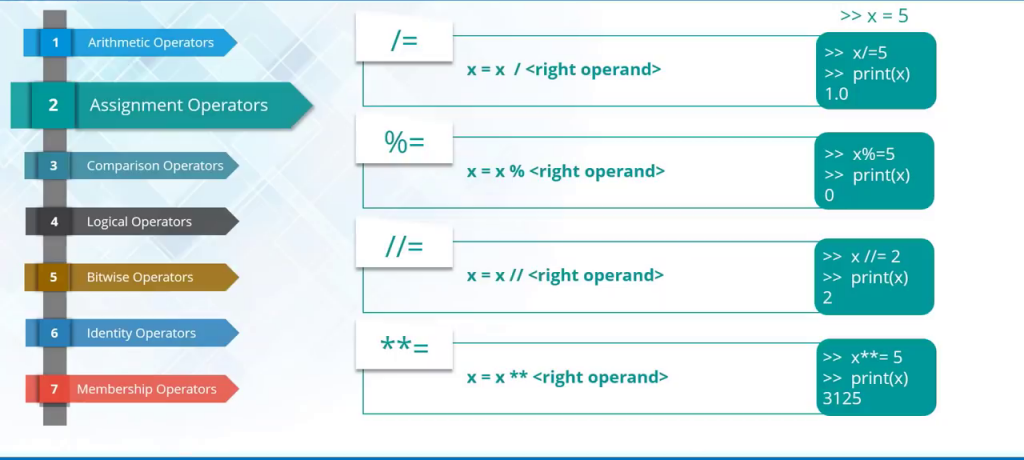 1 Arithmetic Operators
2 Assignment Operators
3 Comparison Operators
4 Logical Operators
5 Bitwise Operators
6 Identity Operators
7 Membership Operators
>> x = 5
/=
x = x / <right operand>
>> x/=5
>> print(x)
1.0
%=
x = x % <right operand>
>> x%=5
>> print(x)
0
//=
x = x // <right operand>
>> x //= 2
>> print(x)
2
**=
x = x ** <right operand>
>> x**= 5
>> print(x)
3125